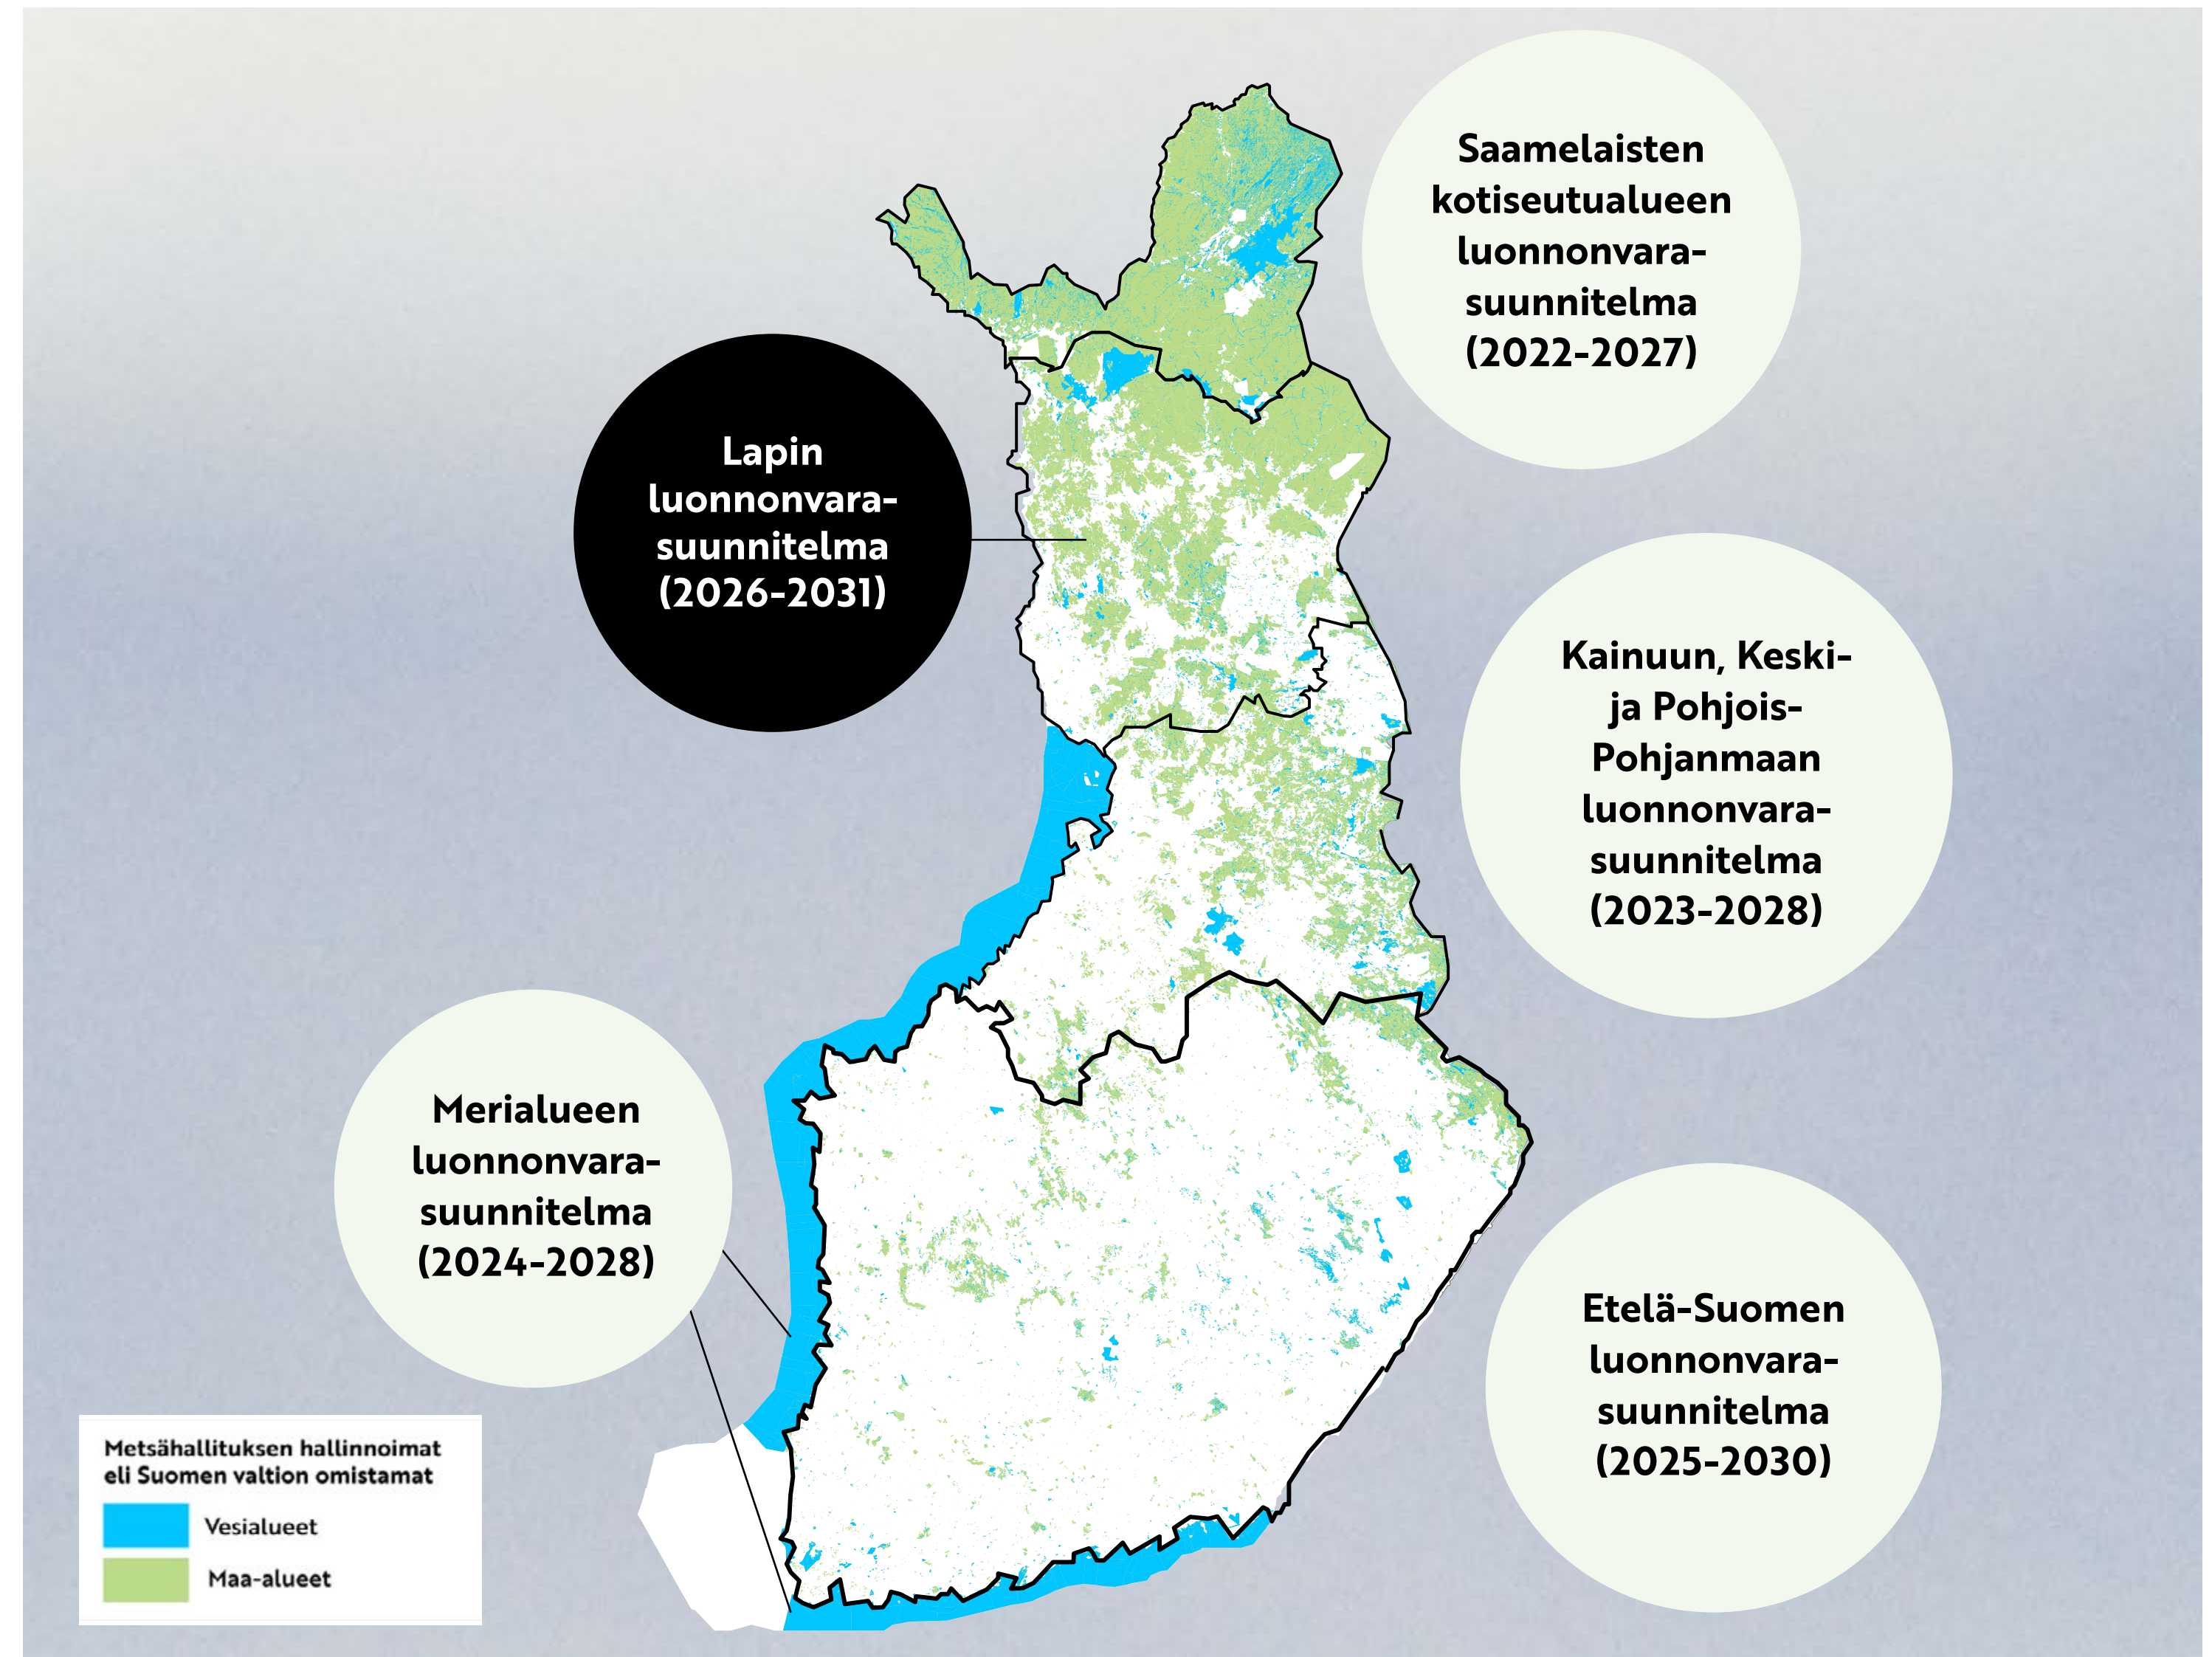 Saamelaisten
kotiseutualueen
luonnonvara-
suunnitelma
(2022-2027)
Lapin
luonnonvara-
suunnitelma
(2026-2031)
Kainuun, Keski-
ja Pohjois-
Pohjanmaan
luonnonvara-
suunnitelma
(2023-2028)
Merialueen
luonnonvara-
suunnitelma
(2024-2028)
Etelä-Suomen
luonnonvara-
suunnitelma
(2025-2030)
Metsähallituksen hallinnoimat
eli Suomen valtion omistamat
Vesialueet
Maa-alueet